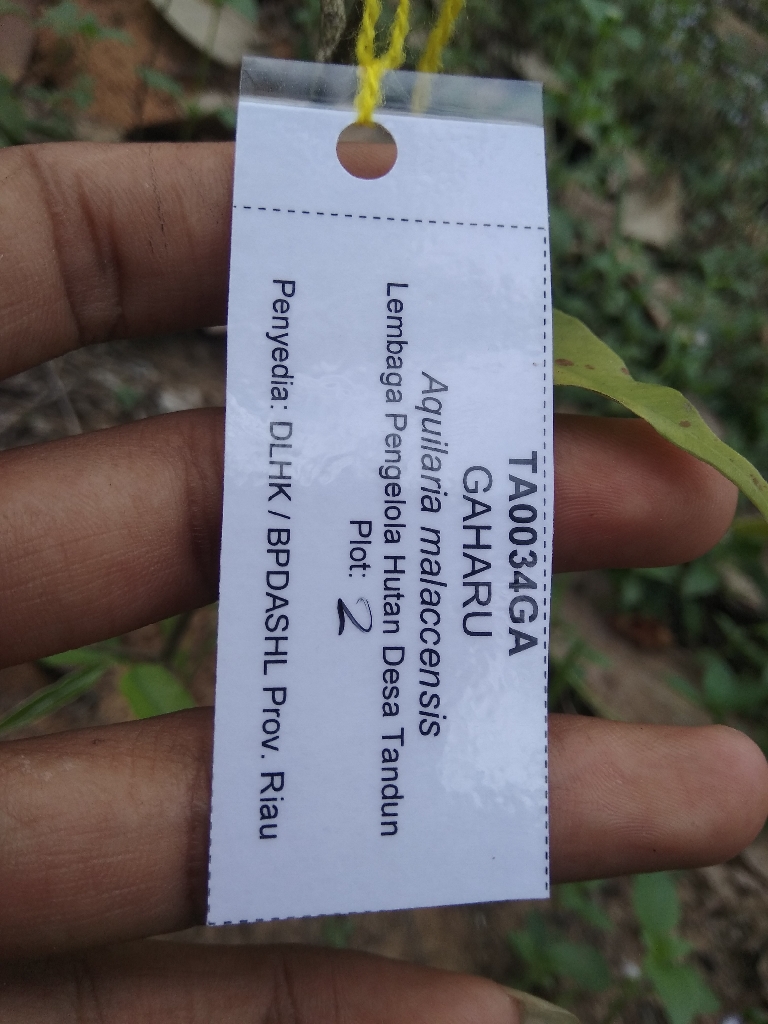 TA0034GA
GAHARU
Aquilaria malaccensis
Lembaga Pengelola Hutan Desa Tandun
Plot: 2
Penyedia: DLHK / BPDASHL Prov. Riau